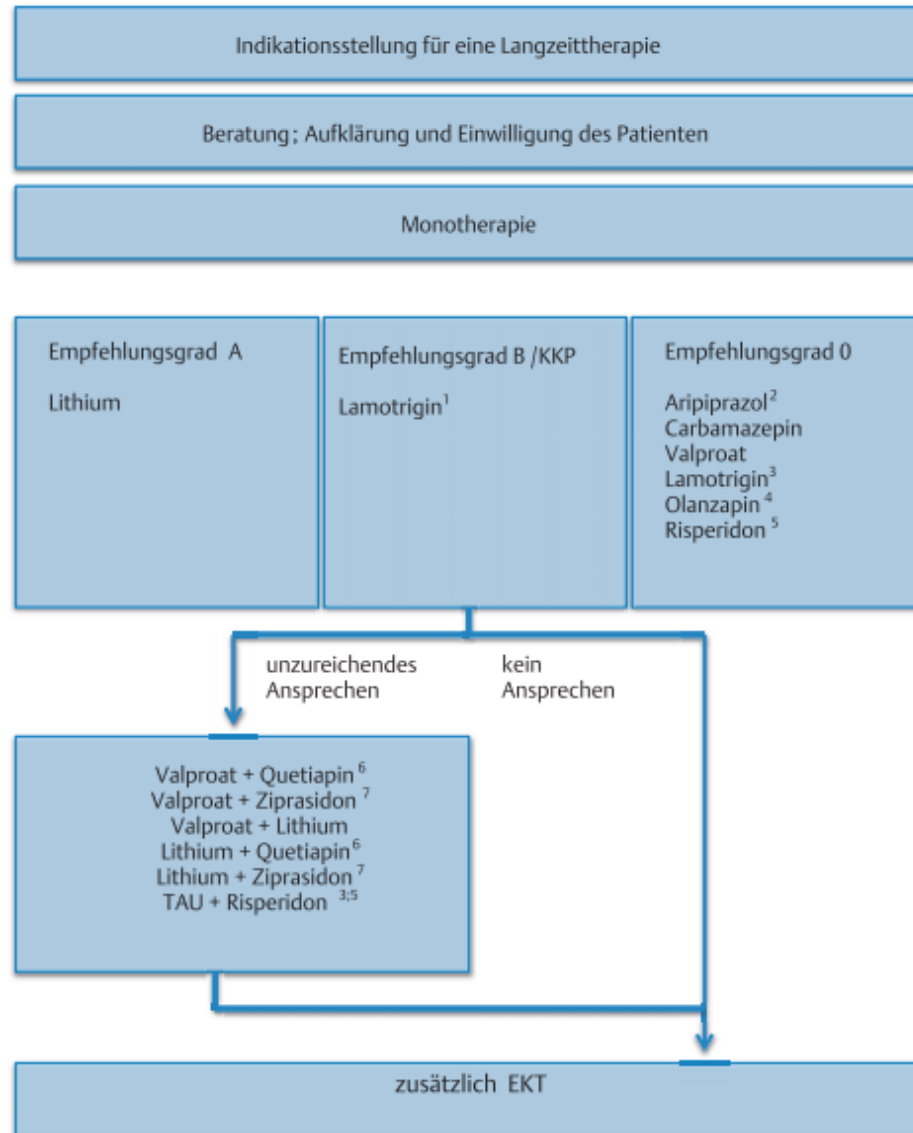 Indikationsstellung für eine Langzeittherapie
Beratung; Aufklärung und Einwilligung des Patienten
Monotherapie
Empfehlungsgrad A
Lithium
Empfehlungsgrad B /KKP
Lamotrigin¹
Empfehlungsgrad 0
Aripiprazol²
Carbamazepin
Valproat
Lamotrigin³
Olanzapin ⁴
Risperidon ⁵
unzureichendes
Ansprechen
kein
Ansprechen
Valproat + Quetiapin ⁶
Valproat + Ziprasidon ⁷
Valproat + Lithium
Lithium + Quetiapin⁶
Lithium + Ziprasidon ⁷
TAU + Risperidon ³;⁵
zusätzlich EKT